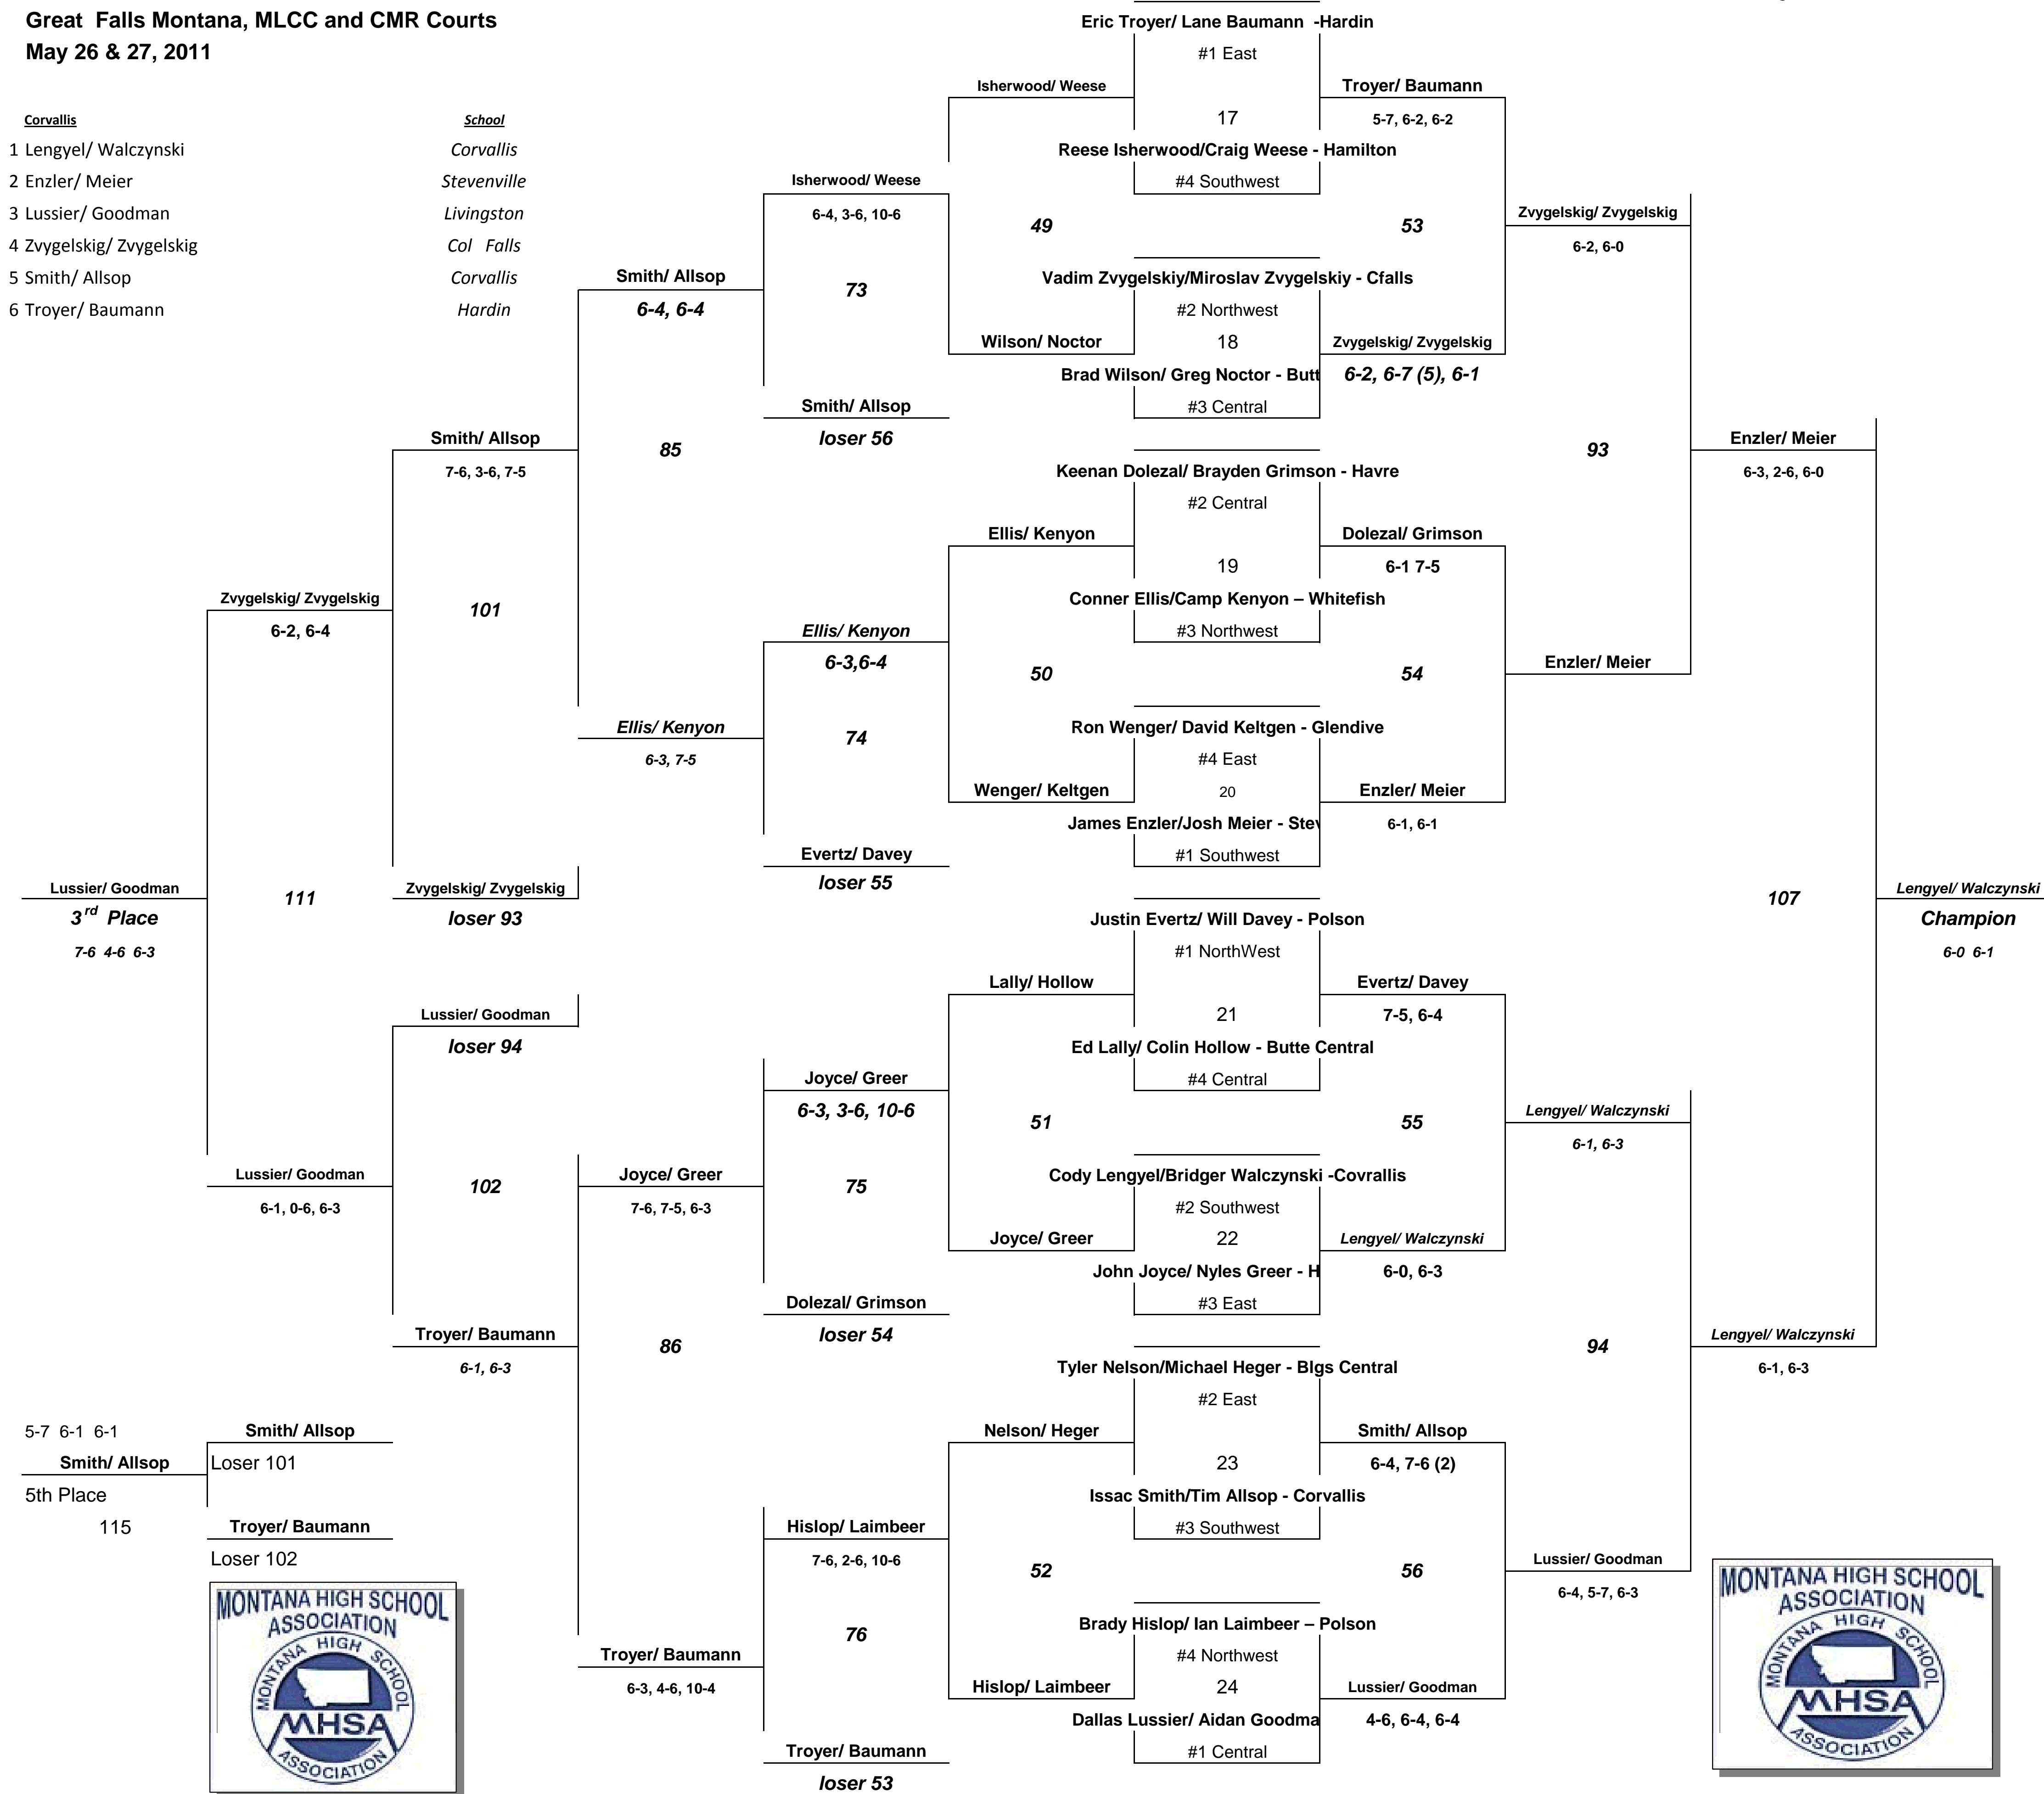 Great Falls Montana, MLCC and CMR Courts
May 26 & 27, 2011
Corvallis School
1 Lengyel/ Walczynski Corvallis
2 Enzler/ Meier Stevenville
3 Lussier/ Goodman Livingston
4 Zvygelskig/ Zvygelskig Col Falls
5 Smith/ Allsop Corvallis
6 Troyer/ Baumann Hardin
Eric Troyer/ Lane Baumann -Hardin
#1 East
17
Reese Isherwood/Craig Weese - Hamilton
#4 Southwest
Vadim Zvygelskiy/Miroslav Zvygelskiy - Cfalls
#2 Northwest
18
Brad Wilson/ Greg Noctor - Butt
#3 Central
Keenan Dolezal/ Brayden Grimson - Havre
#2 Central
19
Conner Ellis/Camp Kenyon – Whitefish
#3 Northwest
Ron Wenger/ David Keltgen - Glendive
#4 East
20
James Enzler/Josh Meier - Stev
#1 Southwest
Justin Evertz/ Will Davey - Polson
#1 NorthWest
21
Ed Lally/ Colin Hollow - Butte Central
#4 Central
Cody Lengyel/Bridger Walczynski -Covrallis
#2 Southwest
22
John Joyce/ Nyles Greer - H
#3 East
Tyler Nelson/Michael Heger - Blgs Central
#2 East
23
Issac Smith/Tim Allsop - Corvallis
#3 Southwest
Brady Hislop/ Ian Laimbeer – Polson
#4 Northwest
24
Dallas Lussier/ Aidan Goodma
#1 Central
Troyer/ Baumann
5-7, 6-2, 6-2
53
Zvygelskig/ Zvygelskig
6-2, 6-7 (5), 6-1
Dolezal/ Grimson
6-1 7-5
54
Enzler/ Meier
6-1, 6-1
Evertz/ Davey
7-5, 6-4
55
Lengyel/ Walczynski
6-0, 6-3
Smith/ Allsop
6-4, 7-6 (2)
56
Lussier/ Goodman
4-6, 6-4, 6-4
Zvygelskig/ Zvygelskig
6-2, 6-0
93
Enzler/ Meier
Lengyel/ Walczynski
6-1, 6-3
94
Lussier/ Goodman
6-4, 5-7, 6-3
Enzler/ Meier
6-3, 2-6, 6-0
107
Lengyel/ Walczynski
6-1, 6-3
Lengyel/ Walczynski
Champion
6-0 6-1
Isherwood/ Weese
49
Wilson/ Noctor
Ellis/ Kenyon
50
Wenger/ Keltgen
Lally/ Hollow
51
Joyce/ Greer
Nelson/ Heger
52
Hislop/ Laimbeer
Isherwood/ Weese
6-4, 3-6, 10-6
73
Smith/ Allsop
loser 56
Ellis/ Kenyon
6-3,6-4
74
Evertz/ Davey
loser 55
Joyce/ Greer
6-3, 3-6, 10-6
75
Dolezal/ Grimson
loser 54
Hislop/ Laimbeer
7-6, 2-6, 10-6
76
Troyer/ Baumann
loser 53
Smith/ Allsop
6-4, 6-4
85
Ellis/ Kenyon
6-3, 7-5
Joyce/ Greer
7-6, 7-5, 6-3
86
Troyer/ Baumann
6-3, 4-6, 10-4
Smith/ Allsop
7-6, 3-6, 7-5
101
Zvygelskig/ Zvygelskig
loser 93
Lussier/ Goodman
loser 94
102
Troyer/ Baumann
6-1, 6-3
Zvygelskig/ Zvygelskig
6-2, 6-4
111
Lussier/ Goodman
6-1, 0-6, 6-3
Lussier/ Goodman
3rd Place
7-6 4-6 6-3
5-7 6-1 6-1
Smith/ Allsop
Smith/ Allsop
Loser 101
5th Place
115
Troyer/ Baumann
Loser 102
MONTANA HIGH SCHOOL
ASSOCIATION
MONTANA HIGH SCHOOL
MHSA
ASSOCIATION
MONTANA HIGH SCHOOL
ASSOCIATION
MONTANA HIGH SCHOOL
MHSA
ASSOCIATION